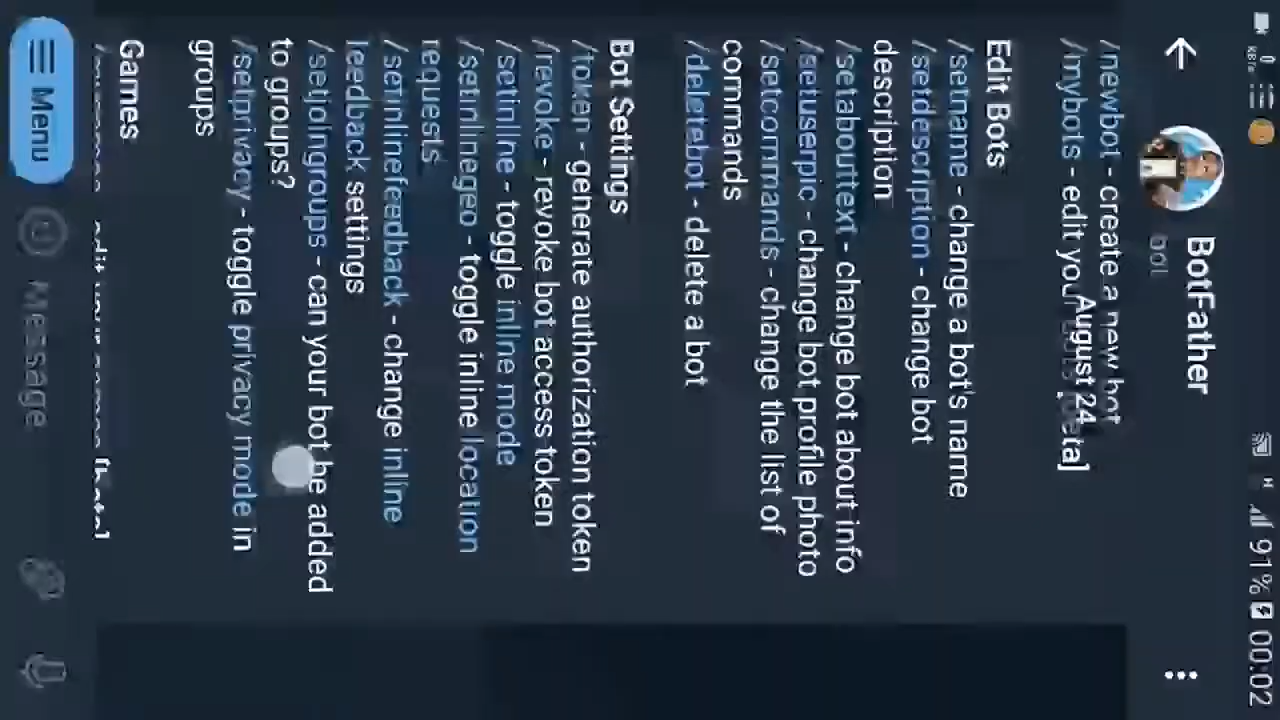 0
KB/s
H
91%
00:02
BotFather
bot
/newbot - create a new bot
/mybots - edit your
August 24
/setname - change a bot's name
/setdescription - change bot
description
/setabouttext - change bot about info
/setuserpic - change bot profile photo
/setcommands - change the list of
commands
/deletebot - delete a bot
Edit Bots
Bot Settings
/token - generate authorization token
/revoke - revoke bot access token
/setinline - toggle inline mode
/setinlinegeo - toggle inline location
requests
/setinlinefeedback - change inline
feedback settings
/setjoingroups - can your bot be added
to groups?
/setprivacy - toggle privacy mode in
groups
Games
Menu
Message